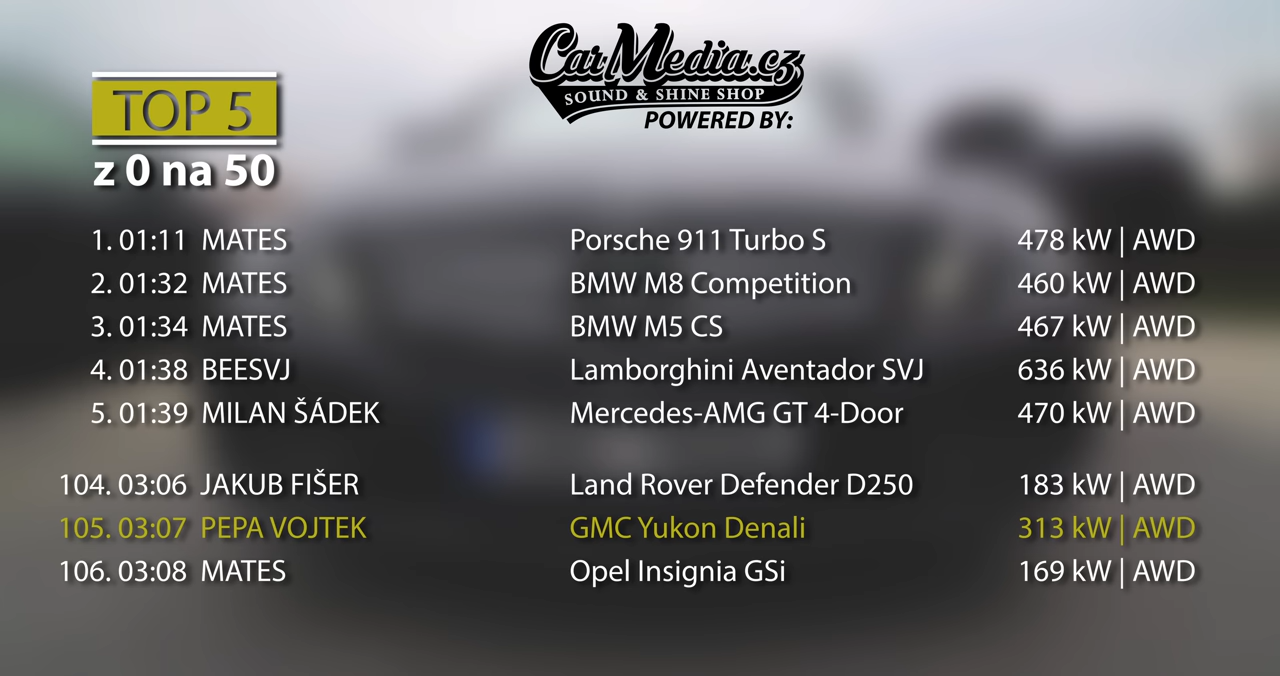 CarMedia.cz
SOUND & SHINE SHOP
POWERED BY:
TOP 5
z 0 na 50
1. 01:11 MATES Porsche 911 Turbo S 478 kW | AWD
2. 01:32 MATES BMW M8 Competition 460 kW | AWD
3. 01:34 MATES BMW M5 CS 467 kW | AWD
4. 01:38 BEESVJ Lamborghini Aventador SVJ 636 kW | AWD
5. 01:39 MILAN ŠÁDEK Mercedes-AMG GT 4-Door 470 kW | AWD
104. 03:06 JAKUB FIŠER Land Rover Defender D250 183 kW | AWD
105. 03:07 PEPA VOJTEK GMC Yukon Denali 313 kW | AWD
106. 03:08 MATES Opel Insignia GSi 169 kW | AWD